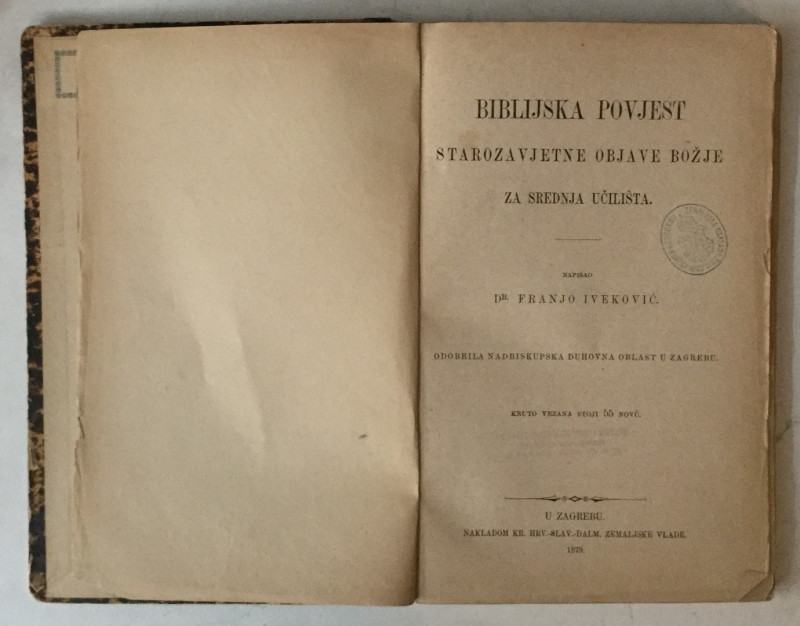 BIBLIJSKA POVJEST
STAROZAVJETNE OBJAVE BOŽJE
ZA SREDNJA UČILIŠTA.
NAPISAO
DR. FRANJO IVEKOVIĆ.
ODOBRILA NADBISKUPSKA DUHOVNA OBLAST U ZAGREBU.
KRUTO VEZANA STOJI 55 NOVČ.
U ZAGREBU.
NAKLADOM KR. HRV.-SLAV.-DALM. ZEMALJSKE VLADE.
1879.